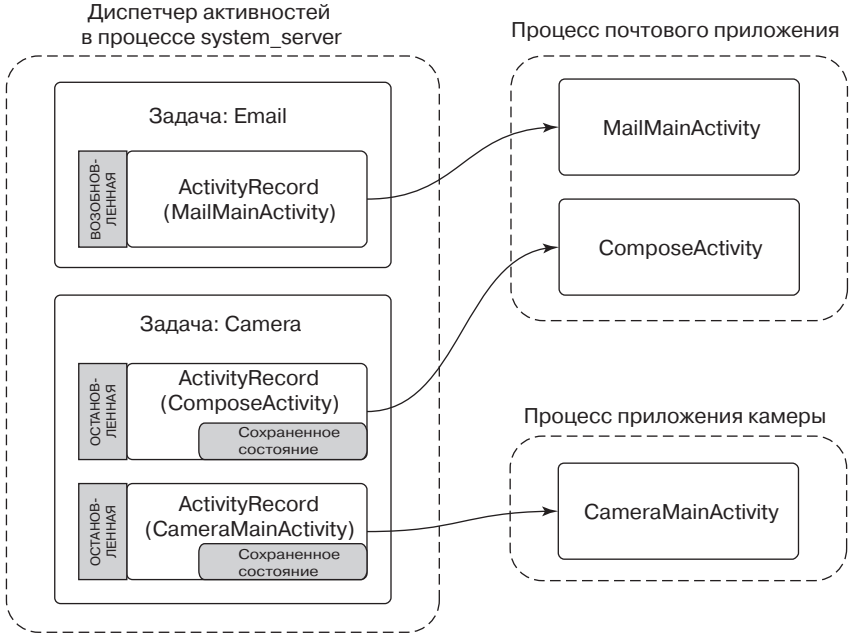 Диспетчер активностей
в процессе system_server
Задача: Email
ВОЗОБНОВ-
ЛЕННАЯ
ActivityRecord
(MailMainActivity)
Задача: Camera
ОСТАНОВ-
ЛЕННАЯ
ActivityRecord
(ComposeActivity)
Сохраненное
состояние
ОСТАНОВ-
ЛЕННАЯ
ActivityRecord
(CameraMainActivity)
Сохраненное
состояние
Процесс почтового приложения
MailMainActivity
ComposeActivity
Процесс приложения камеры
CameraMainActivity